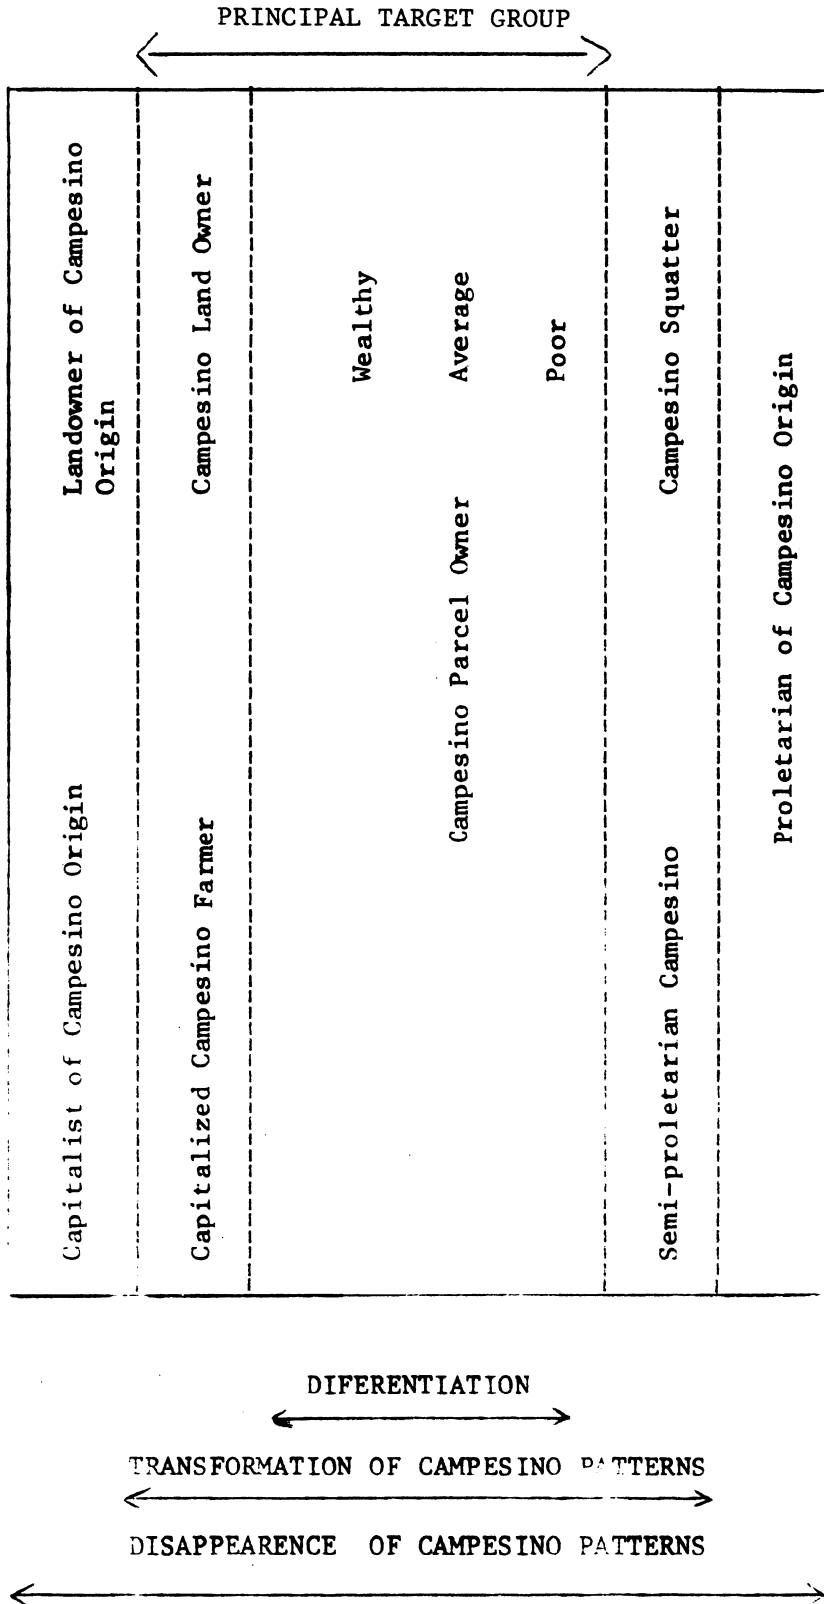 PRINCIPAL TARGET GROUP
Landowner of Campesino
Origin
Capitalist of Campesino Origin
Campesino Land Owner
Capitalized Campesino Farmer
Wealthy
Average
Poor
Campesino Parcel Owner
Campesino Squatter
Semi-proletarian Campesino
Proletarian of Campesino Origin
DIFERENTIATION
TRANSFORMATION OF CAMPESINO PATTERNS
DISAPPEARENCE OF CAMPESINO PATTERNS